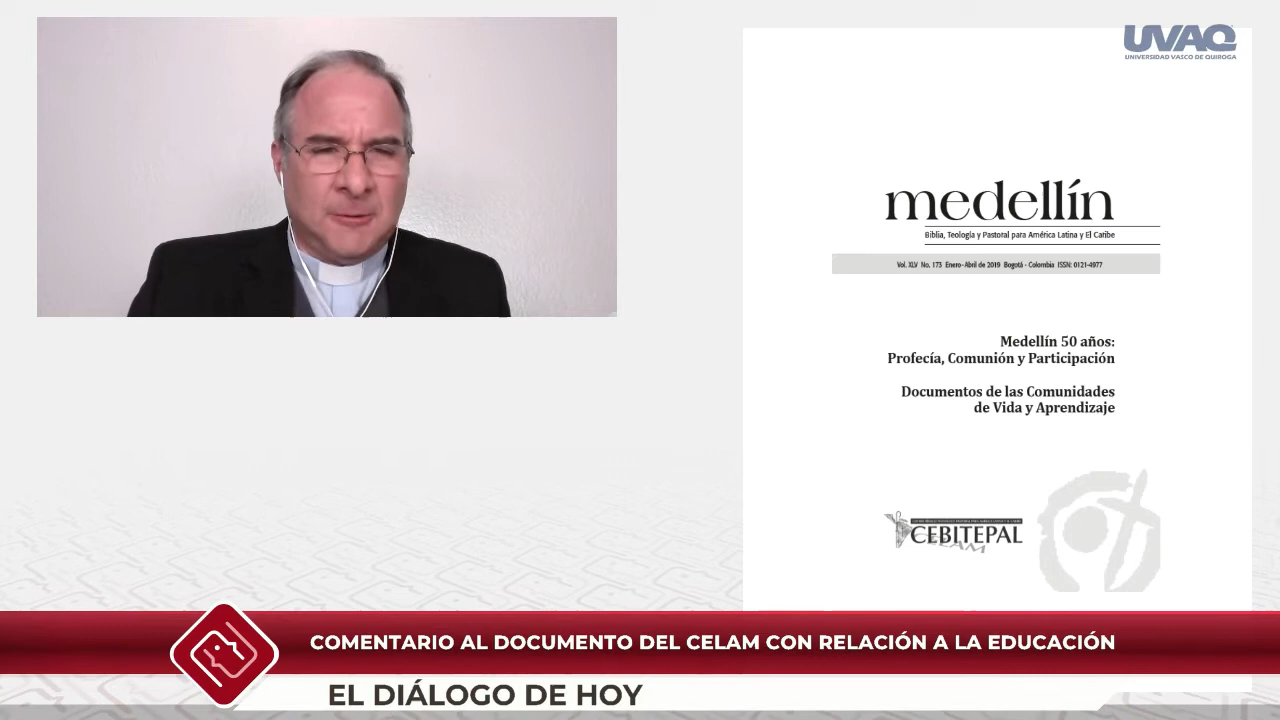 UVAQ
UNIVERSIDAD VASCO DE QUIROGA
medellín
Biblia, Teología y Pastoral para América Latina y El Caribe
Vol. XLV No. 173 Enero-Abril de 2019 Bogotá - Colombia ISSN: 0121-4977
Medellín 50 años:
Profecía, Comunión y Participación
Documentos de las Comunidades
de Vida y Aprendizaje
CEBITEPAL
CELAM
COMENTARIO AL DOCUMENTO DEL CELAM CON RELACIÓN A LA EDUCACIÓN
EL DIÁLOGO DE HOY